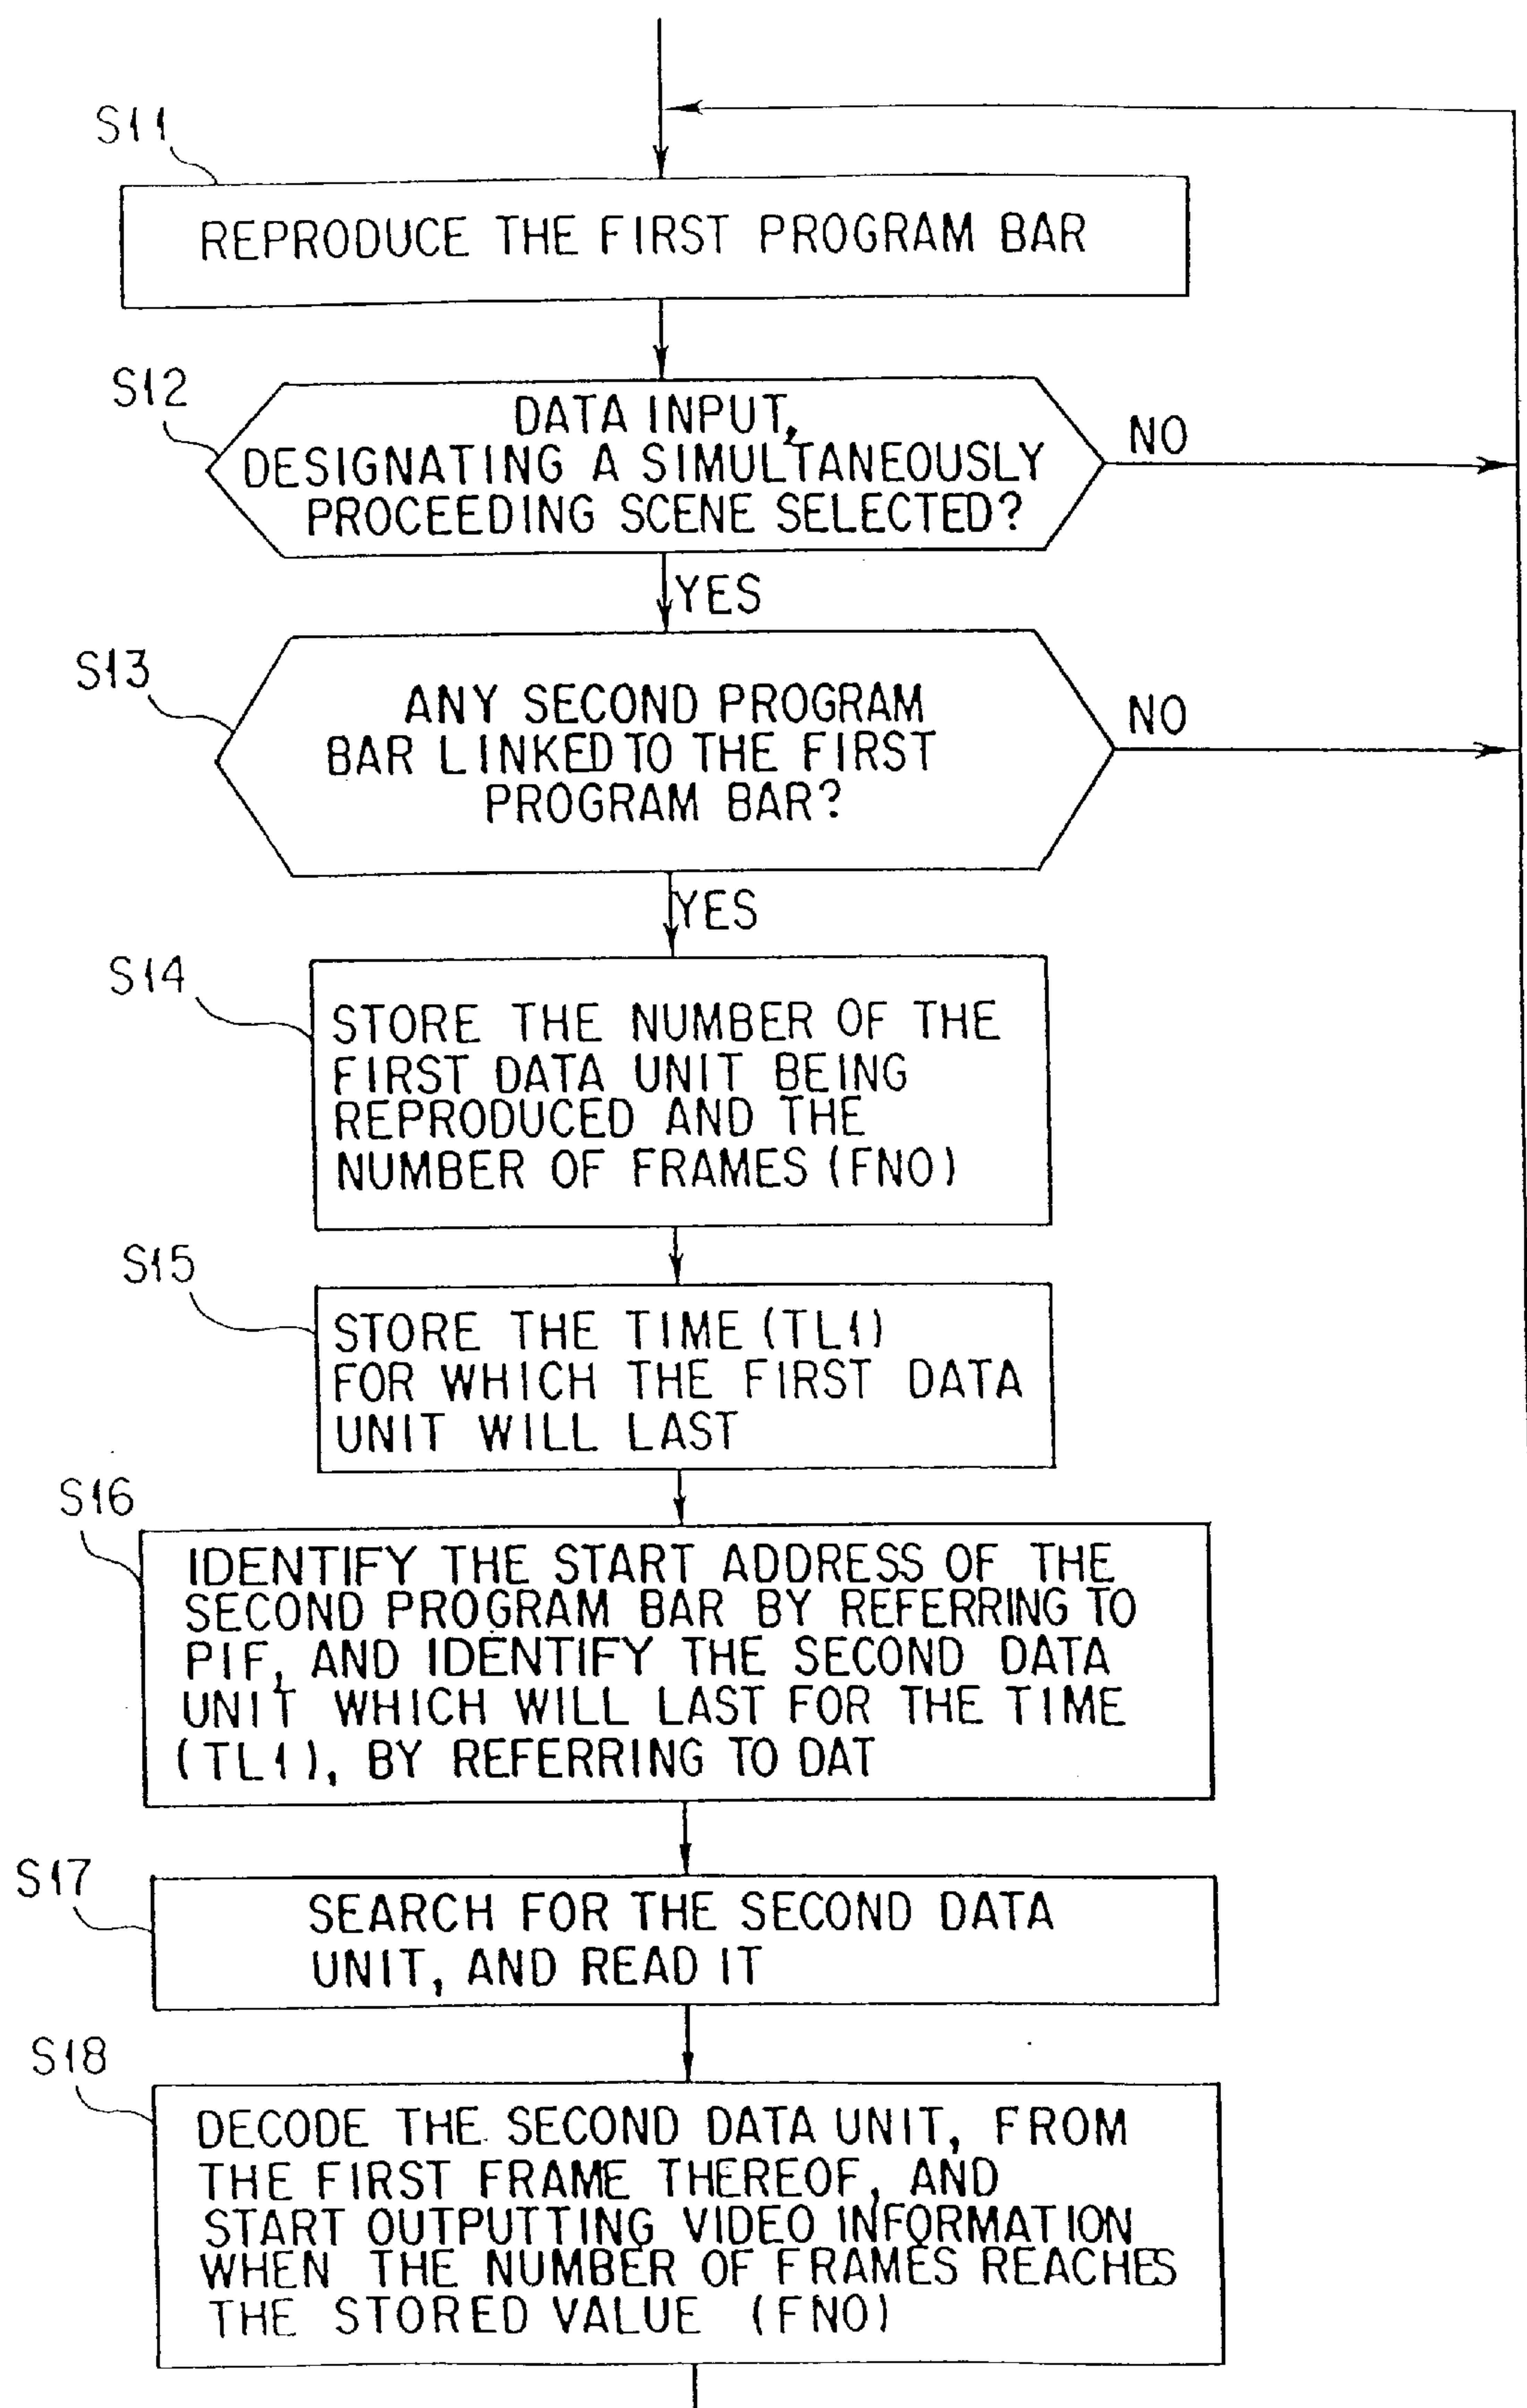 S11
REPRODUCE THE FIRST PROGRAM BAR
S12
DATA INPUT,
DESIGNATING A SIMULTANEOUSLY
PROCEEDING SCENE SELECTED?
NO
YES
S13
ANY SECOND PROGRAM
BAR LINKED TO THE FIRST
PROGRAM BAR?
NO
YES
S14
STORE THE NUMBER OF THE
FIRST DATA UNIT BEING
REPRODUCED AND THE
NUMBER OF FRAMES (FNO)
S15
STORE THE TIME (TL1)
FOR WHICH THE FIRST DATA
UNIT WILL LAST
S16
IDENTIFY THE START ADDRESS OF THE
SECOND PROGRAM BAR BY REFERRING TO
PIF, AND IDENTIFY THE SECOND DATA
UNIT WHICH WILL LAST FOR THE TIME
(TL1), BY REFERRING TO DAT
S17
SEARCH FOR THE SECOND DATA
UNIT, AND READ IT
S18
DECODE THE SECOND DATA UNIT, FROM
THE FIRST FRAME THEREOF, AND
START OUTPUTTING VIDEO INFORMATION
WHEN THE NUMBER OF FRAMES REACHES
THE STORED VALUE (FNO)